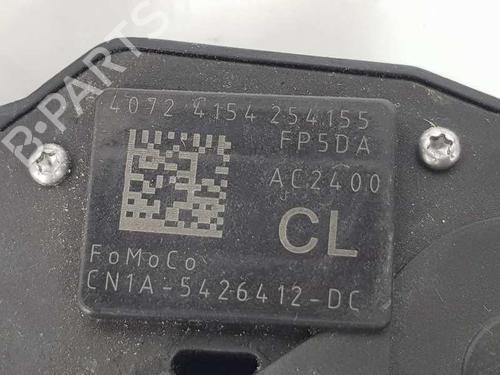 4072 4154 254155
FP5DA
AC2400
CL
FoMoCo
CN1A-5426412-DC
B-PARTS